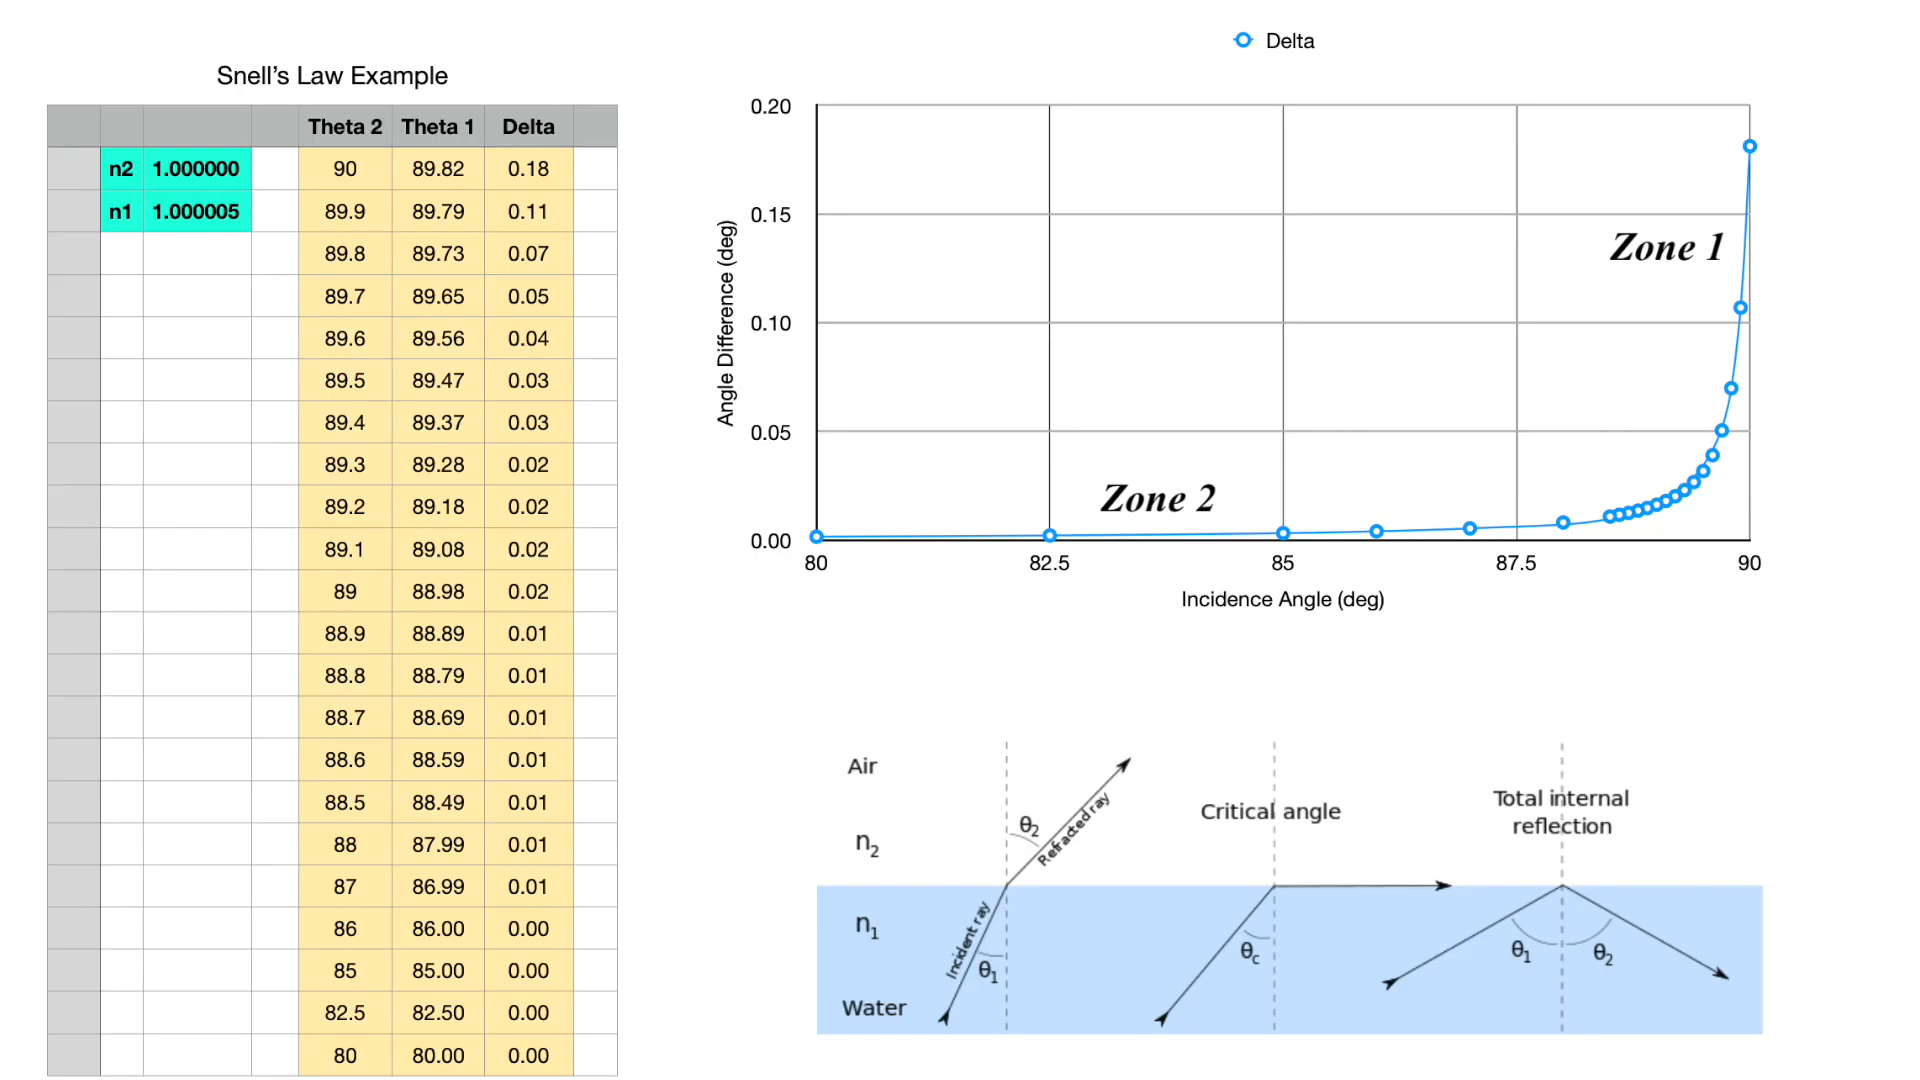 Snell's Law Example
Theta 2 Theta 1 Delta
n2 1.000000 90 89.82 0.18
n1 1.000005 89.9 89.79 0.11
89.8 89.73 0.07
89.7 89.65 0.05
89.6 89.56 0.04
89.5 89.47 0.03
89.4 89.37 0.03
89.3 89.28 0.02
89.2 89.18 0.02
89.1 89.08 0.02
89 88.98 0.02
88.9 88.89 0.01
88.8 88.79 0.01
88.7 88.69 0.01
88.6 88.59 0.01
88.5 88.49 0.01
88 87.99 0.01
87 86.99 0.01
86 86.00 0.00
85 85.00 0.00
82.5 82.50 0.00
80 80.00 0.00
Delta
0.20
0.15
0.10
0.05
0.00
Angle Difference (deg)
Zone 1
Zone 2
80 82.5 85 87.5 90
Incidence Angle (deg)
Air
n₂
n₁
Water
θ₂
Refracted ray
Incident ray
θ₁
Critical angle
θc
Total internal
reflection
θ₁ θ₂